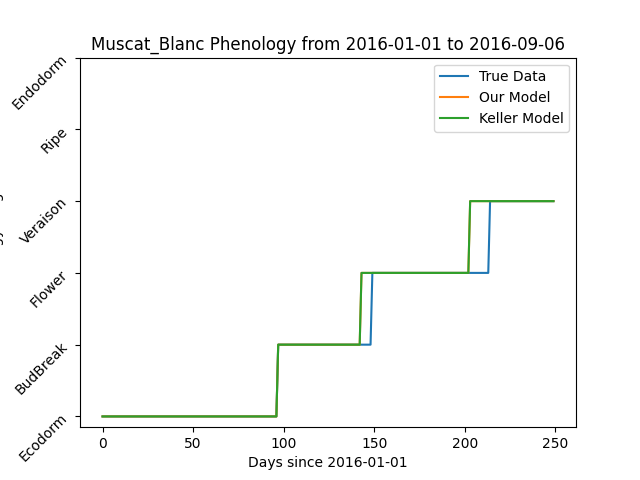 Muscat_Blanc Phenology from 2016-01-01 to 2016-09-06
Endodorm
Ripe
Veraison
Flower
BudBreak
Ecodorm
True Data
Our Model
Keller Model
0 50 100 150 200 250
Days since 2016-01-01